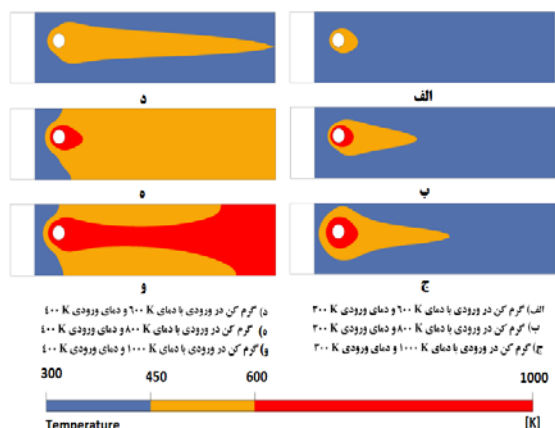 د
الف
ه
ب
و
ج
الف) گرم کن در ورودی با دمای ۶۰۰ K و دمای ورودی ۳۰۰ K
ب) گرم کن در ورودی با دمای ۸۰۰ K و دمای ورودی ۳۰۰ K
ج) گرم کن در ورودی با دمای ۱۰۰۰ K و دمای ورودی ۳۰۰ K
د) گرم کن در ورودی با دمای ۶۰۰ K و دمای ورودی ۴۰۰ K
ه) گرم کن در ورودی با دمای ۸۰۰ K و دمای ورودی ۴۰۰ K
و) گرم کن در ورودی با دمای ۱۰۰۰ K و دمای ورودی ۴۰۰ K
300 450 600 1000
Temperature [K]